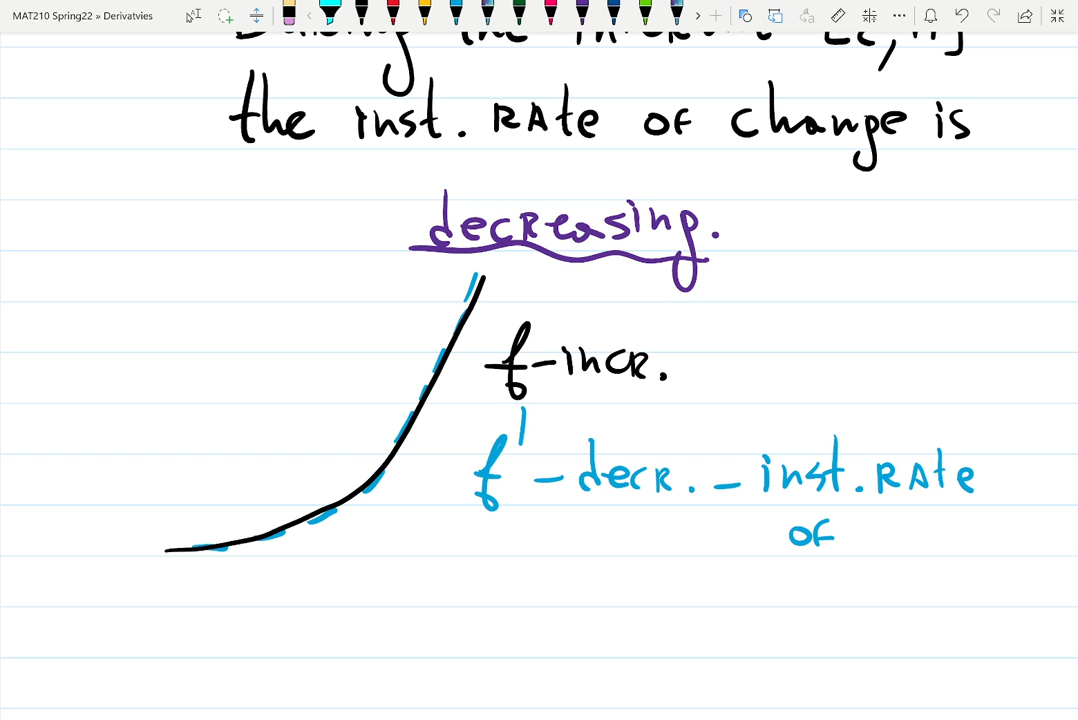 MAT210 Spring22 » Derivatvies
the inst. RAte of change is
decreasing.
f-incr.
f' - decr. - inst. RAte
of